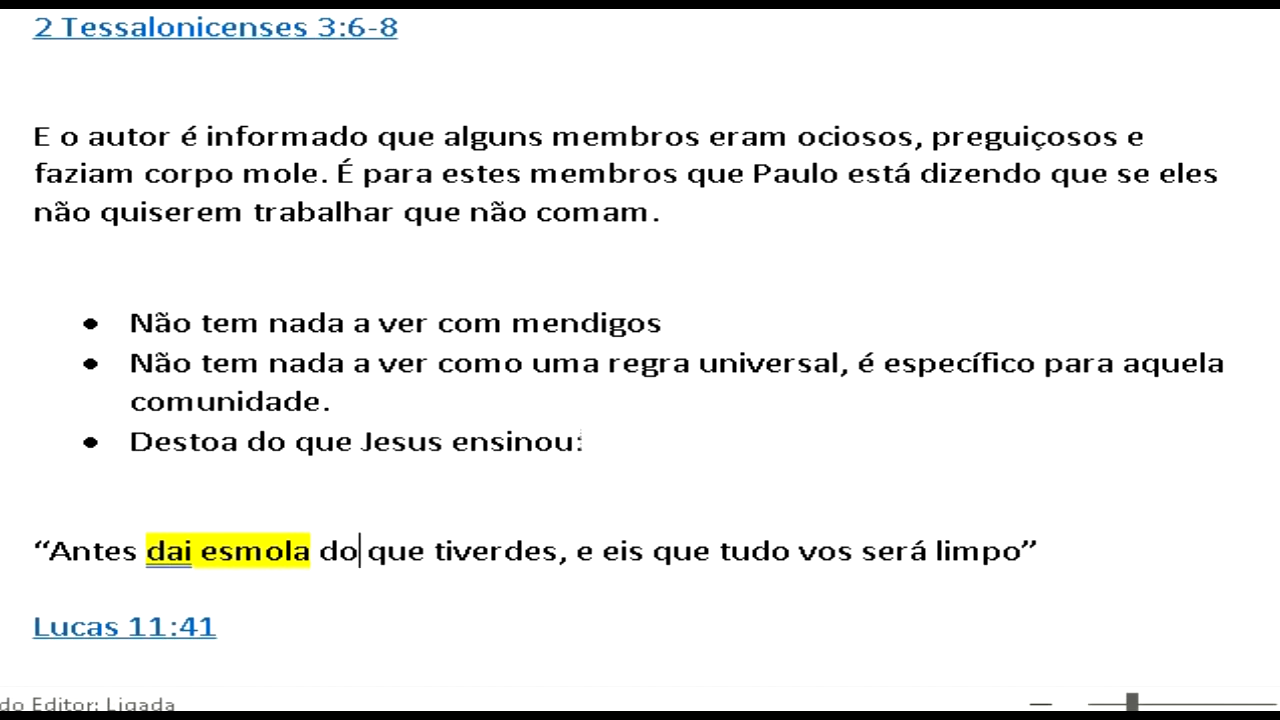 2 Tessalonicenses 3:6-8
E o autor é informado que alguns membros eram ociosos, preguiçosos e
faziam corpo mole. É para estes membros que Paulo está dizendo que se eles
não quiserem trabalhar que não comam.
• Não tem nada a ver com mendigos
• Não tem nada a ver como uma regra universal, é específico para aquela
comunidade.
• Destoa do que Jesus ensinou:
“Antes dai esmola do que tiverdes, e eis que tudo vos será limpo”
Lucas 11:41
do Editor: Ligada